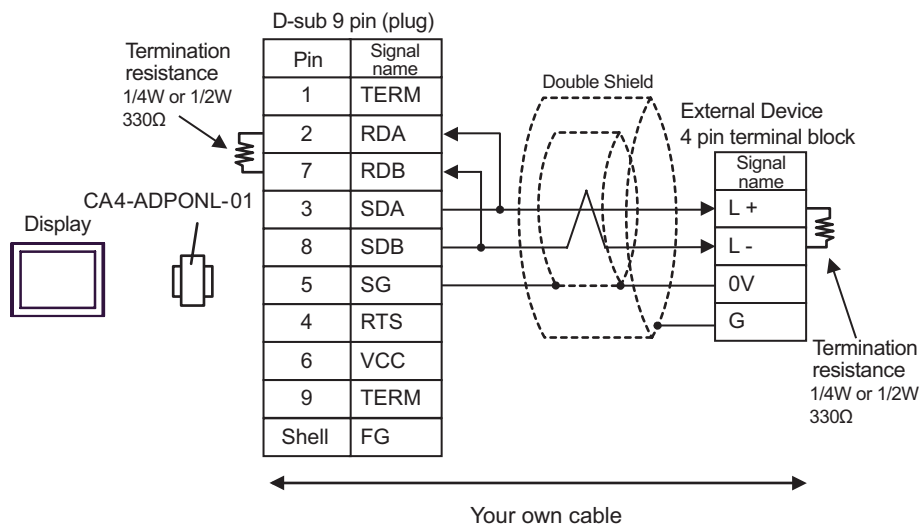 D-sub 9 pin (plug)
Termination
resistance
1/4W or 1/2W
330Ω
Pin
Signal
name
1
TERM
2
RDA
7
RDB
3
SDA
8
SDB
5
SG
4
RTS
6
VCC
9
TERM
Shell
FG
CA4-ADPONL-01
Display
Double Shield
External Device
4 pin terminal block
Signal
name
L +
L -
0V
G
Termination
resistance
1/4W or 1/2W
330Ω
Your own cable